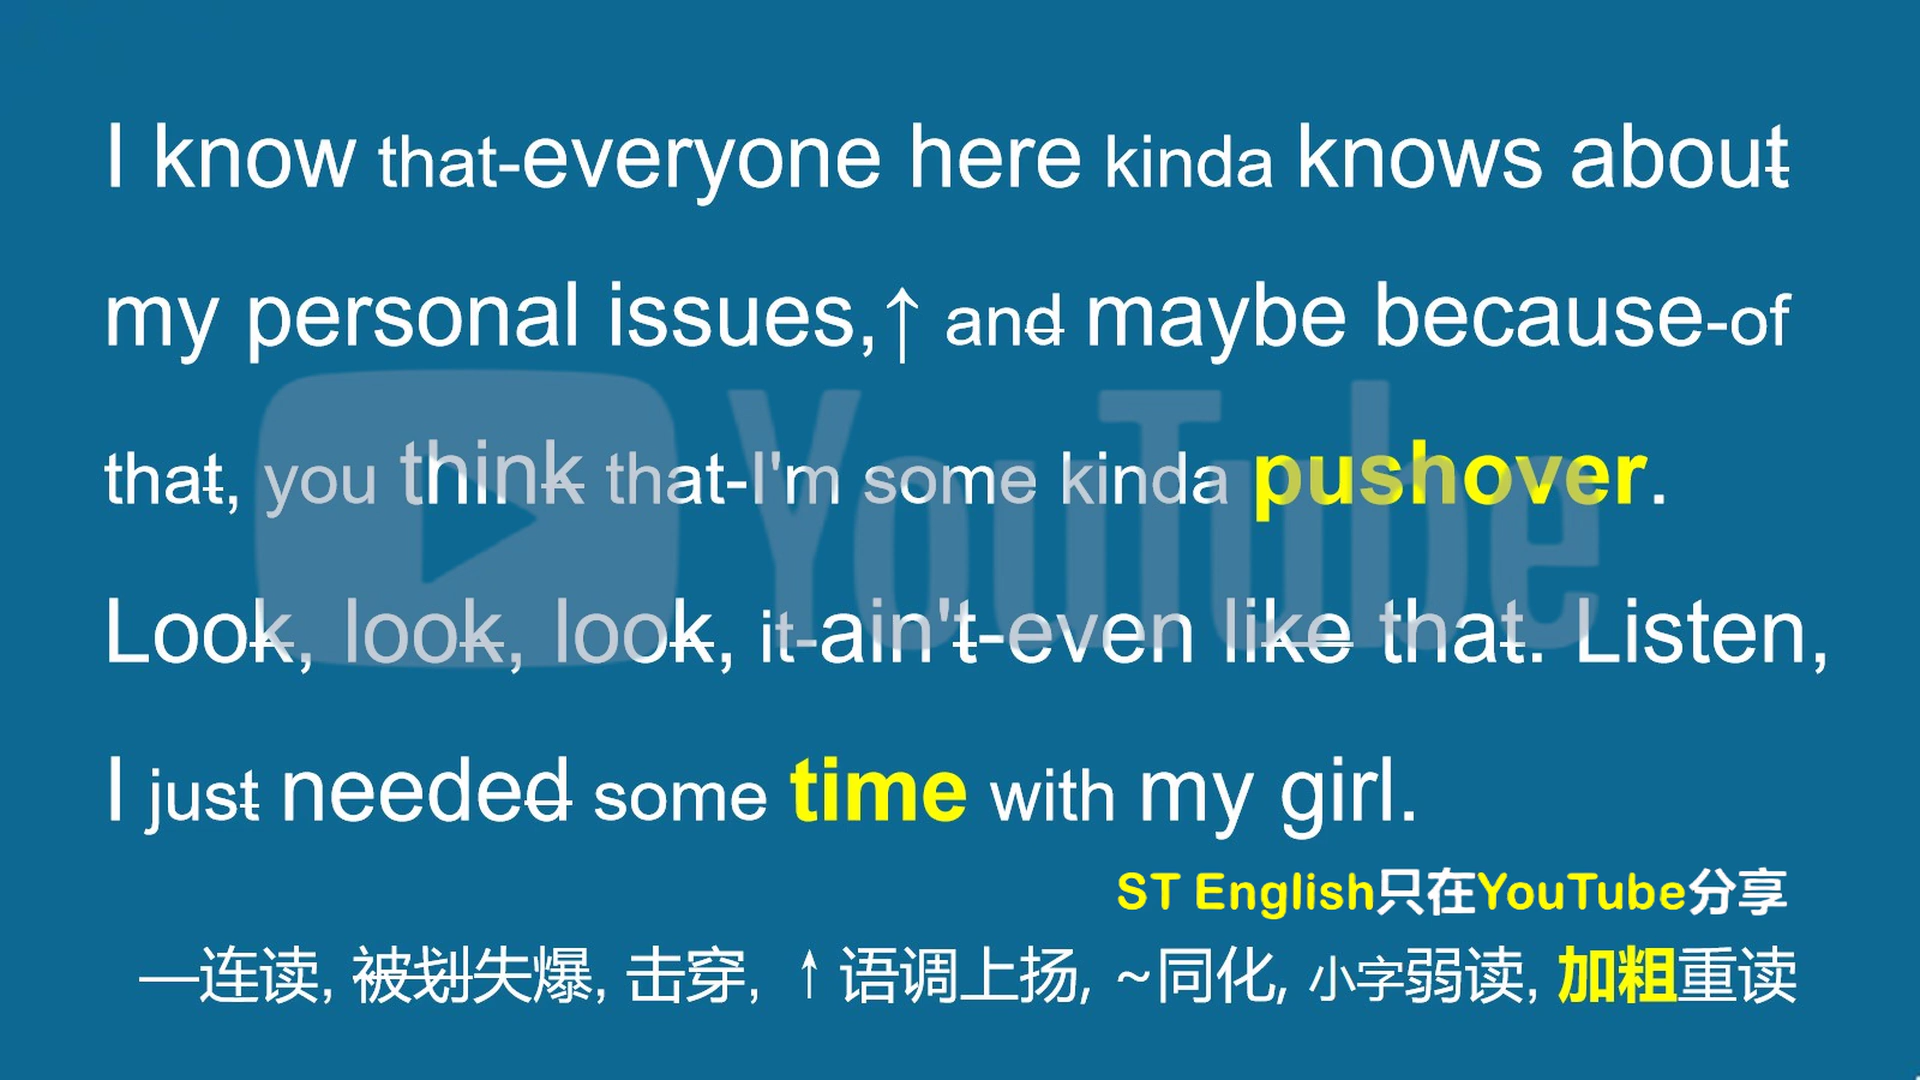 I know that-everyone here kinda knows about
my personal issues,↑ and maybe because-of
that, you think that-I'm some kinda pushover.
Look, look, look, it-ain't-even like that. Listen,
I just needed some time with my girl.
YouTube
ST English只在YouTube分享
—连读, 被划失爆, 击穿, ↑语调上扬, ~同化, 小字弱读, 加粗重读